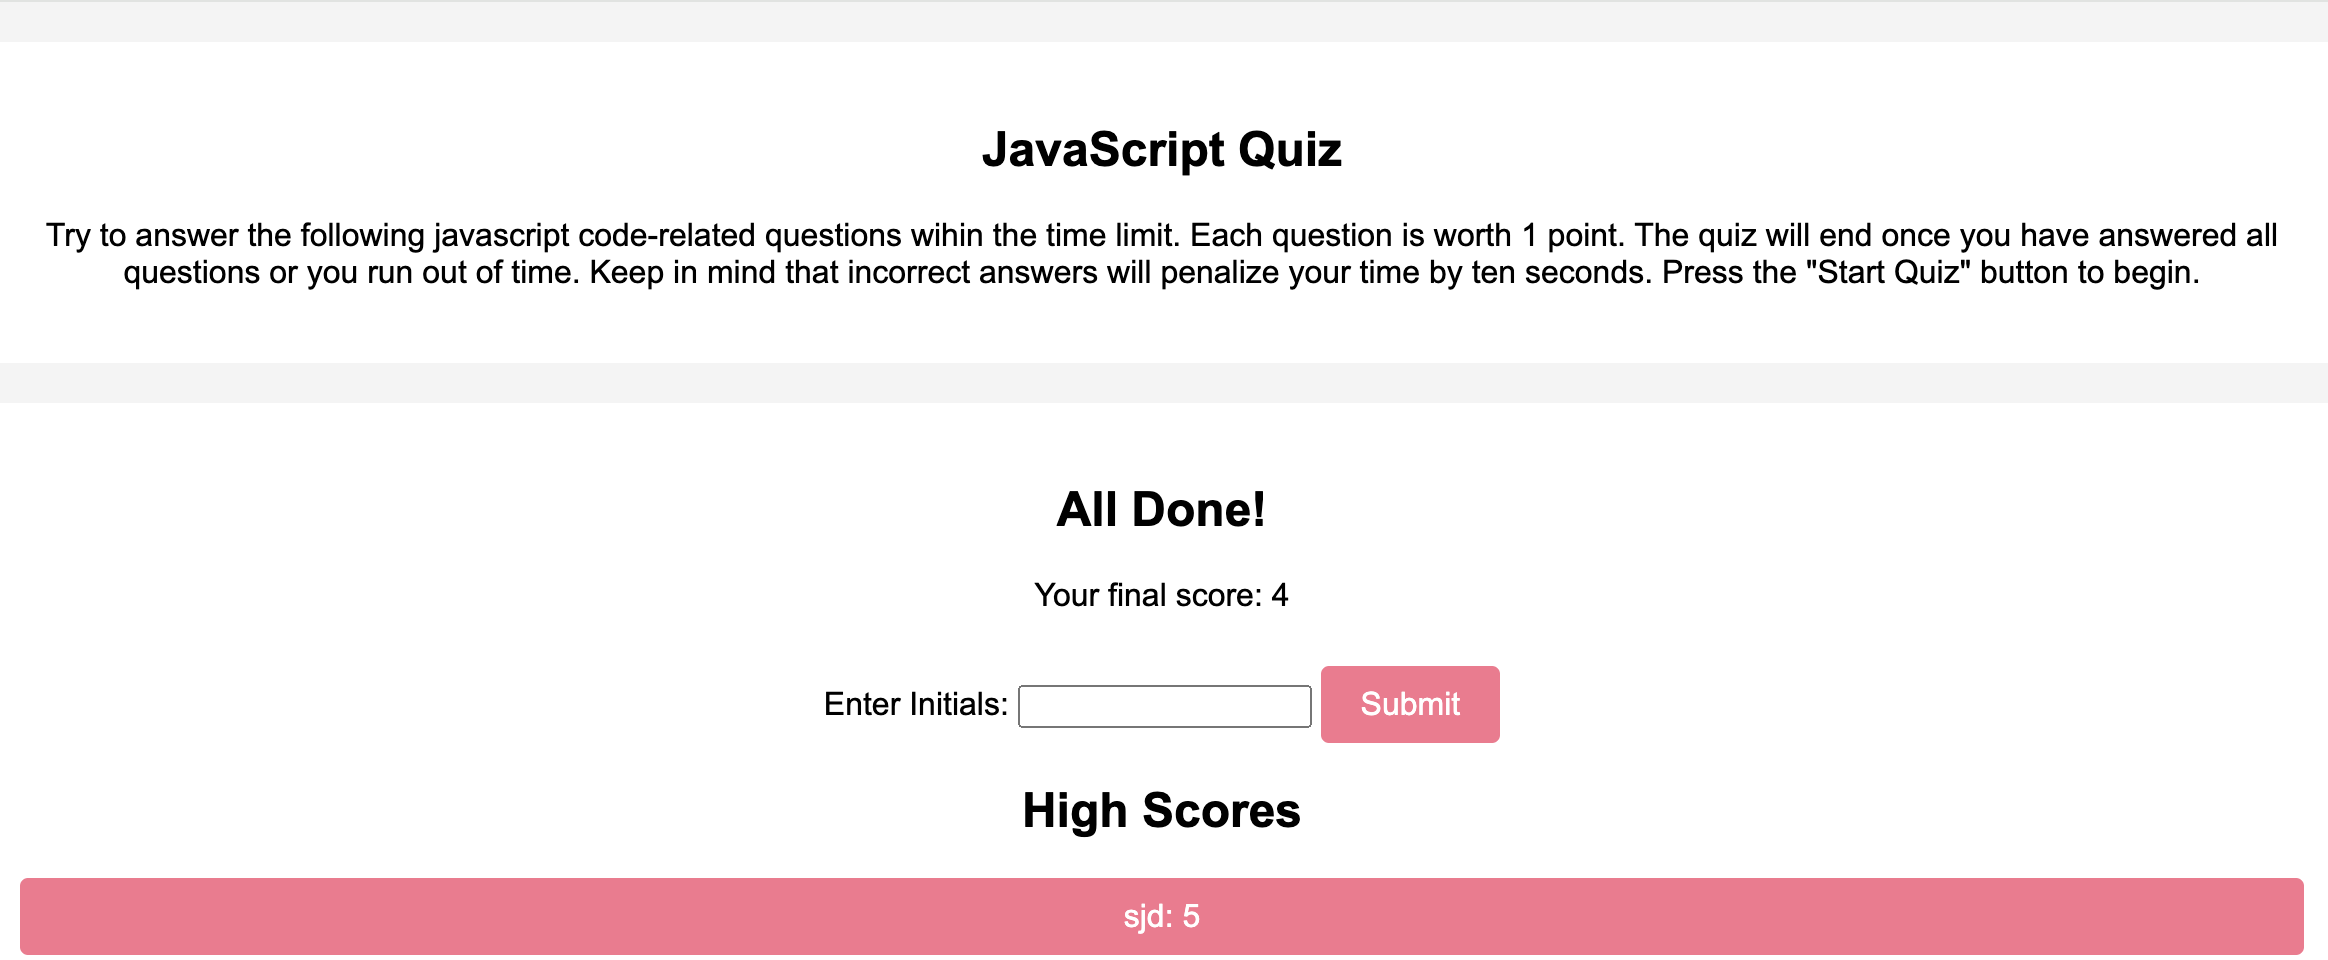 JavaScript Quiz
Try to answer the following javascript code-related questions wihin the time limit. Each question is worth 1 point. The quiz will end once you have answered all
questions or you run out of time. Keep in mind that incorrect answers will penalize your time by ten seconds. Press the "Start Quiz" button to begin.
All Done!
Your final score: 4
Enter Initials: Submit
High Scores
sjd: 5